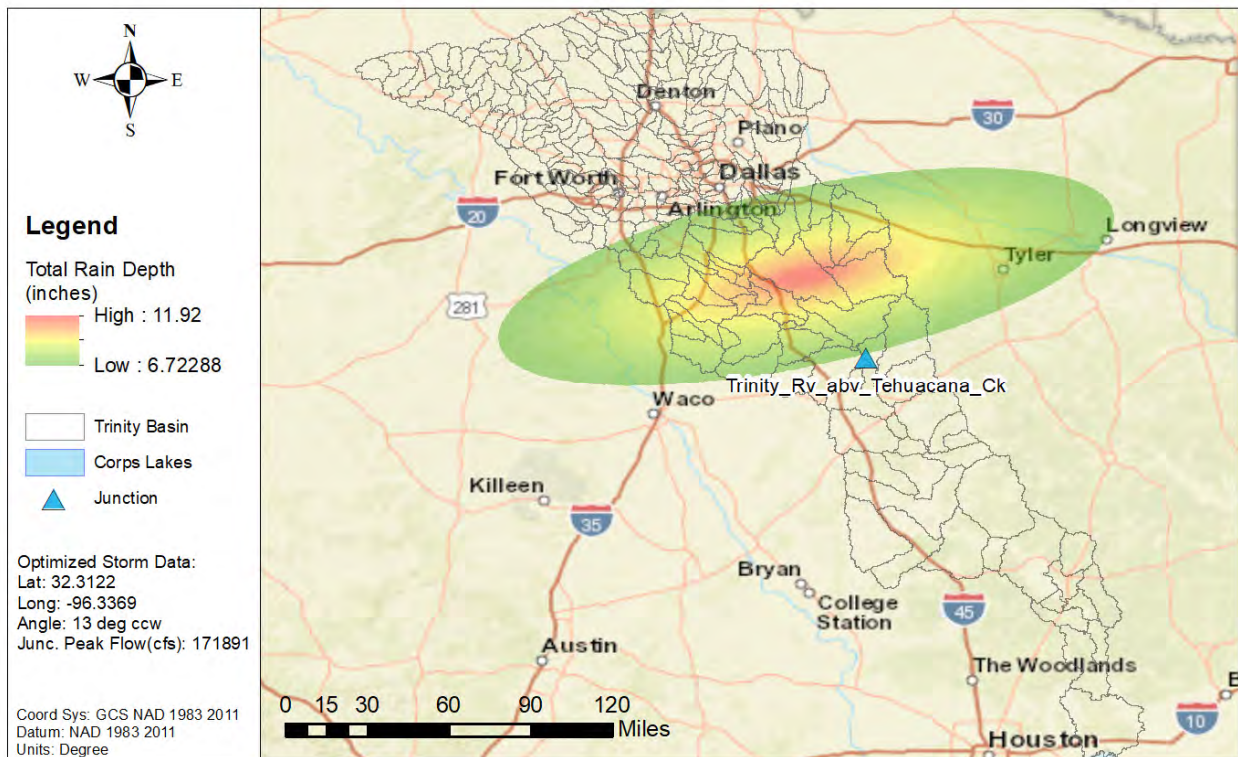 N
W
E
S
Legend
Total Rain Depth
(inches)
High : 11.92
Low : 6.72288
Trinity Basin
Corps Lakes
Junction
Optimized Storm Data:
Lat: 32.3122
Long: -96.3369
Angle: 13 deg ccw
Junc. Peak Flow(cfs): 171891
Coord Sys: GCS NAD 1983 2011
Datum: NAD 1983 2011
Units: Degree
Denton
Plano
30
Dallas
Fort Worth
20
Arlington
Longview
Tyler
281
Trinity_Rv_abv_Tehuacana_Ck
Waco
Killeen
35
Bryan
College
Station
45
Austin
The Woodlands
B
10
Houston
0 15 30 60 90 120
Miles